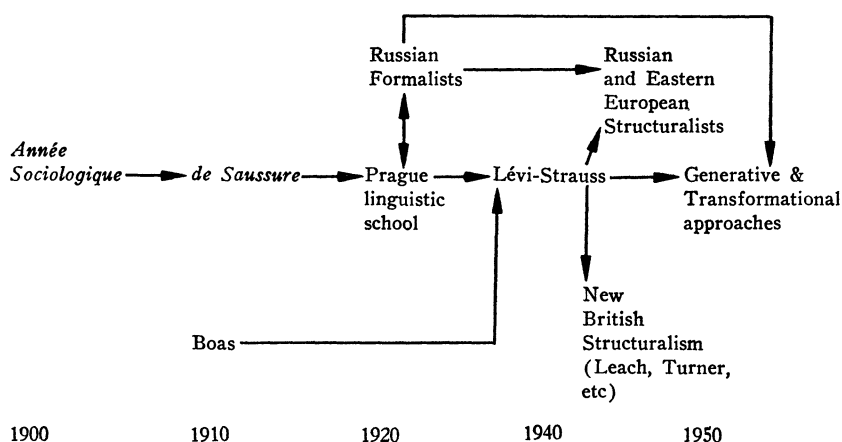 Russian
Formalists
Russian
and Eastern
European
Structuralists
Année
Sociologique
de Saussure
Prague
linguistic
school
Lévi-Strauss
Generative &
Transformational
approaches
Boas
New
British
Structuralism
(Leach, Turner,
etc)
1900 1910 1920 1940 1950